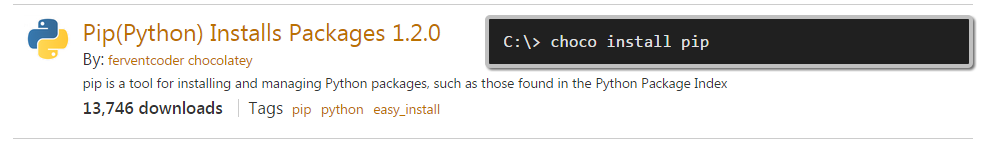 Pip(Python) Installs Packages 1.2.0
C:\> choco install pip
By: ferventcoder chocolatey
pip is a tool for installing and managing Python packages, such as those found in the Python Package Index
13,746 downloads Tags pip python easy_install